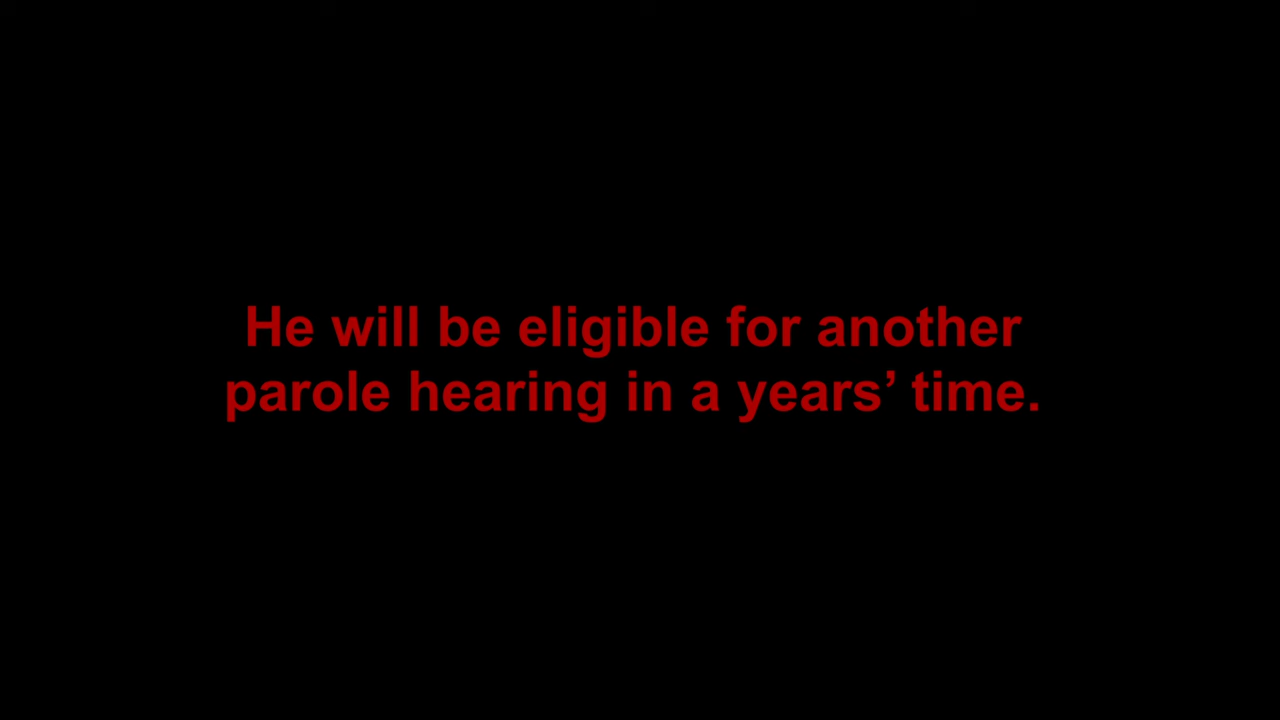 He will be eligible for another
parole hearing in a years’ time.